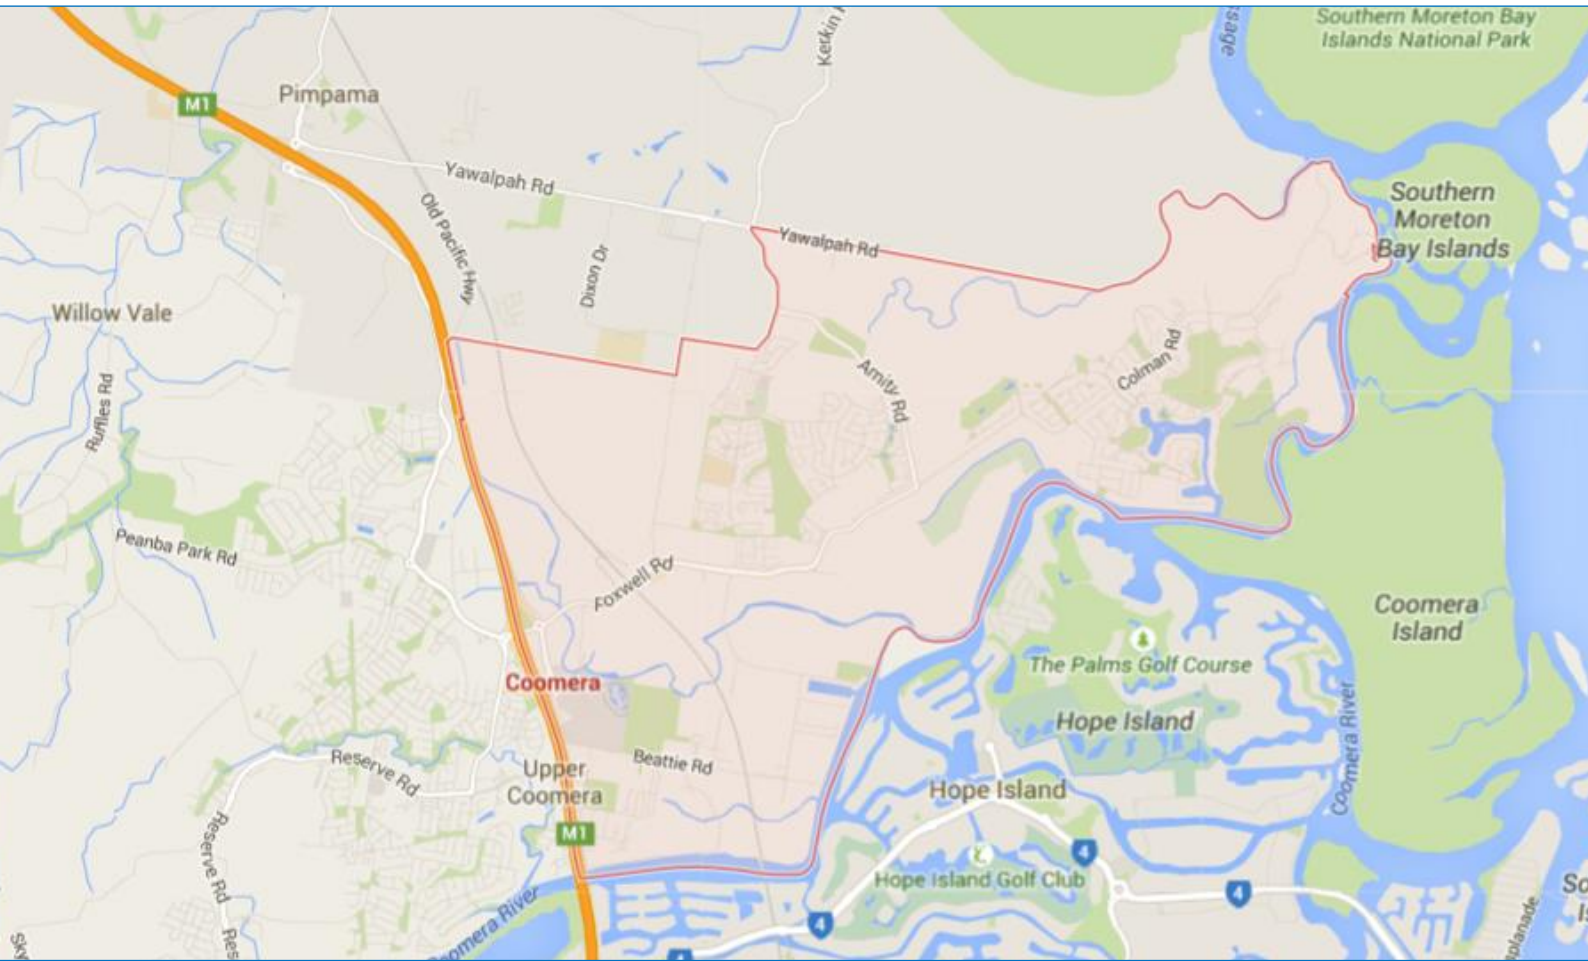 Southern Moreton Bay
Islands National Park
M1
Pimpama
Yawalpah Rd
Old Pacific Hwy
Dixon Dr
Yawalpah Rd
Southern
Moreton
Bay Islands
Willow Vale
Ruffles Rd
Amity Rd
Colman Rd
Peanba Park Rd
Foxwell Rd
Coomera
Island
The Palms Golf Course
Coomera
Hope Island
Coomera River
Reserve Rd
Beattie Rd
Upper
Coomera
Hope Island
M1
4
Reserve Rd
Hope Island Golf Club
4
4
Coomera River
4